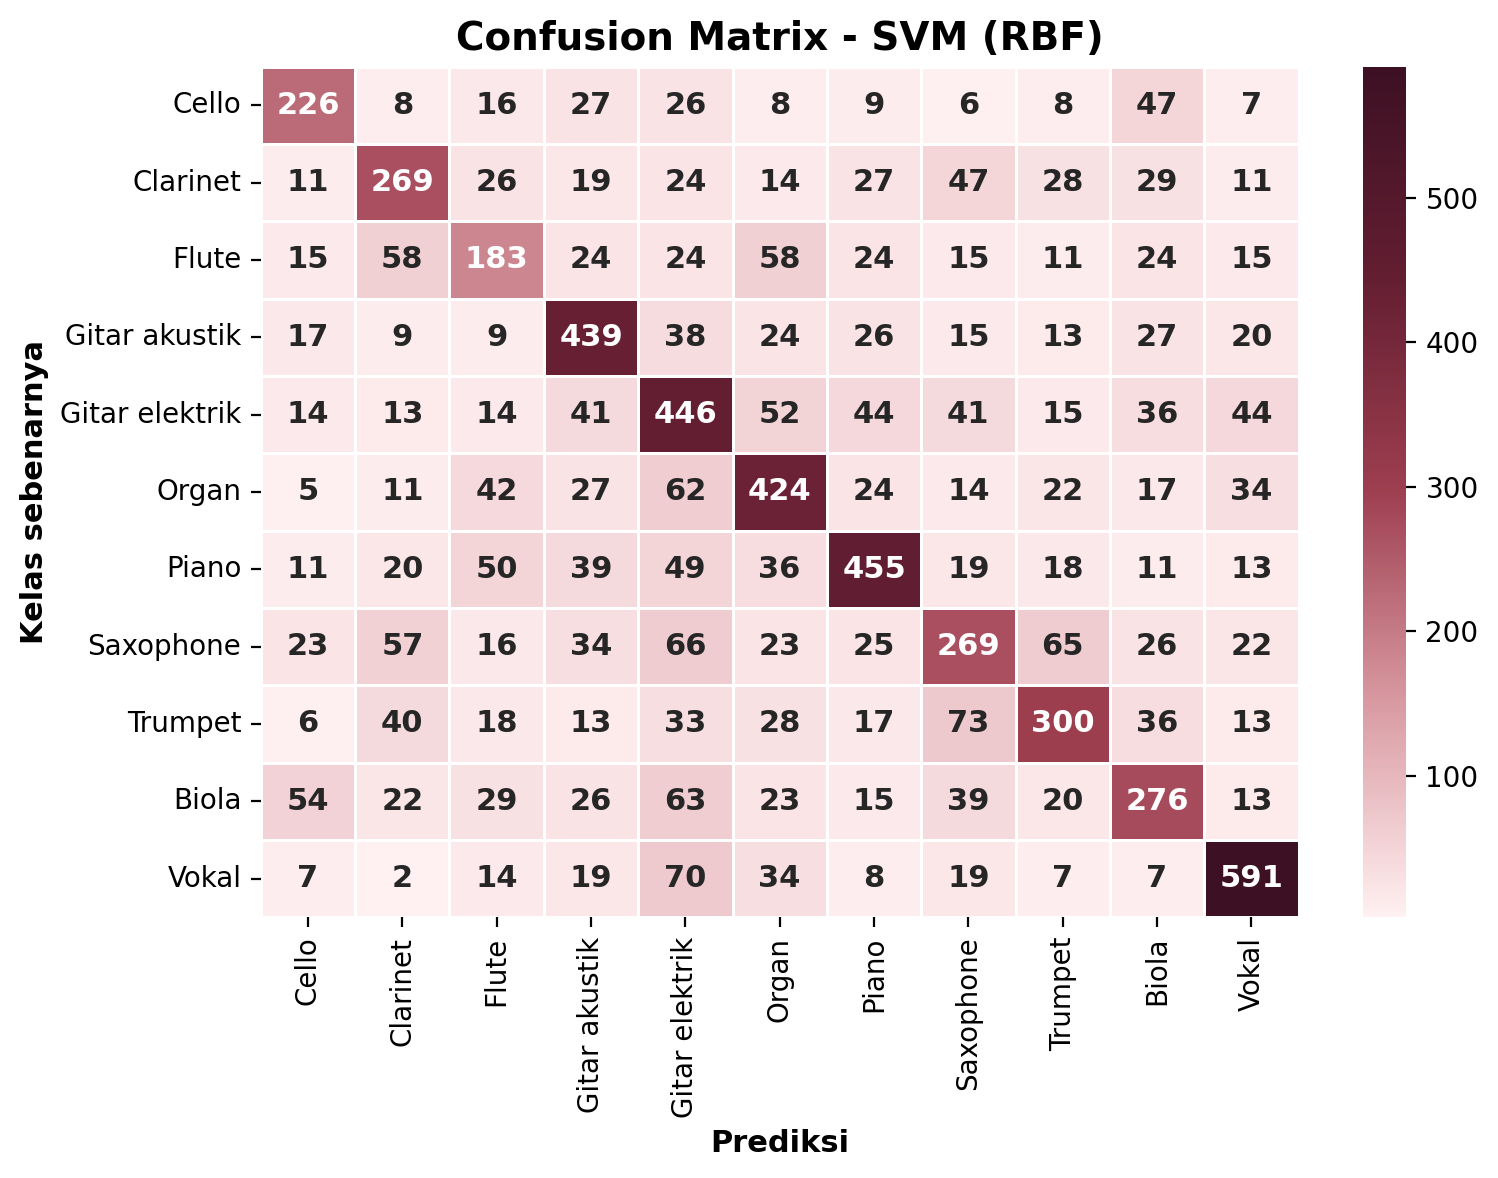 Confusion Matrix - SVM (RBF)
Kelas sebenarnya
Cello 226 8 16 27 26 8 9 6 8 47 7
Clarinet 11 269 26 19 24 14 27 47 28 29 11
Flute 15 58 183 24 24 58 24 15 11 24 15
Gitar akustik 17 9 9 439 38 24 26 15 13 27 20
Gitar elektrik 14 13 14 41 446 52 44 41 15 36 44
Organ 5 11 42 27 62 424 24 14 22 17 34
Piano 11 20 50 39 49 36 455 19 18 11 13
Saxophone 23 57 16 34 66 23 25 269 65 26 22
Trumpet 6 40 18 13 33 28 17 73 300 36 13
Biola 54 22 29 26 63 23 15 39 20 276 13
Vokal 7 2 14 19 70 34 8 19 7 7 591
Cello Clarinet Flute Gitar akustik Gitar elektrik Organ Piano Saxophone Trumpet Biola Vokal
Prediksi
500
400
300
200
100